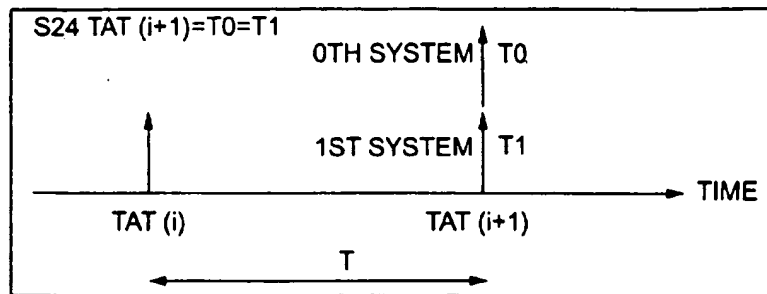 S24 TAT (i+1)=T0=T1
0TH SYSTEM T0
1ST SYSTEM T1
TIME
TAT (i) TAT (i+1)
T